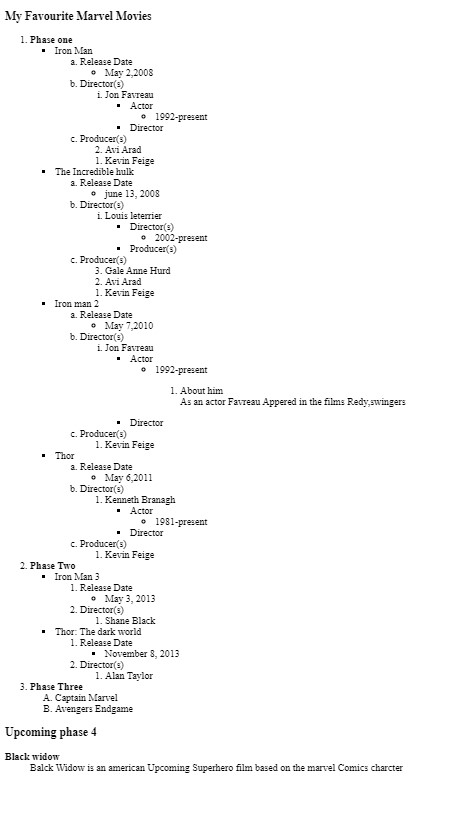 My Favourite Marvel Movies
1. Phase one
▪ Iron Man
a. Release Date
○ May 2,2008
b. Director(s)
i. Jon Favreau
▪ Actor
○ 1992-present
▪ Director
c. Producer(s)
2. Avi Arad
1. Kevin Feige
▪ The Incredible hulk
a. Release Date
○ june 13, 2008
b. Director(s)
i. Louis leterrier
▪ Director(s)
○ 2002-present
▪ Producer(s)
c. Producer(s)
3. Gale Anne Hurd
2. Avi Arad
1. Kevin Feige
▪ Iron man 2
a. Release Date
○ May 7,2010
b. Director(s)
i. Jon Favreau
▪ Actor
○ 1992-present
1. About him
As an actor Favreau Appered in the films Redy,swingers
▪ Director
c. Producer(s)
1. Kevin Feige
▪ Thor
a. Release Date
○ May 6,2011
b. Director(s)
1. Kenneth Branagh
▪ Actor
○ 1981-present
▪ Director
c. Producer(s)
1. Kevin Feige
2. Phase Two
▪ Iron Man 3
1. Release Date
○ May 3, 2013
2. Director(s)
1. Shane Black
▪ Thor: The dark world
1. Release Date
▪ November 8, 2013
2. Director(s)
1. Alan Taylor
3. Phase Three
A. Captain Marvel
B. Avengers Endgame
Upcoming phase 4
Black widow
Balck Widow is an american Upcoming Superhero film based on the marvel Comics charcter